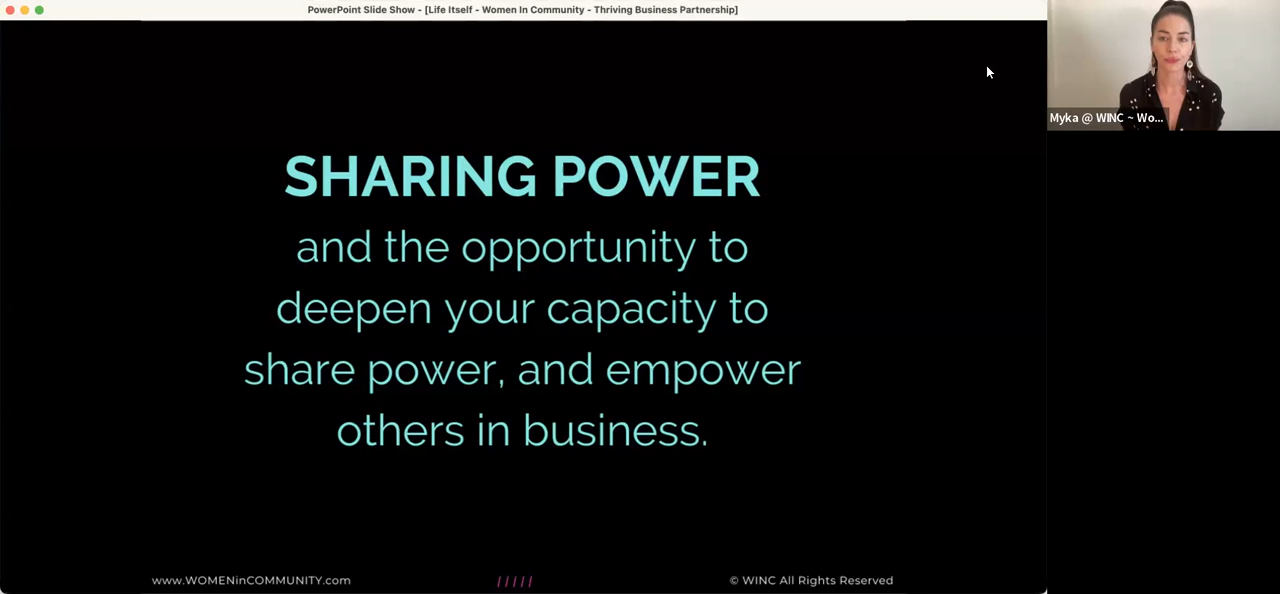 PowerPoint Slide Show - [Life Itself - Women In Community - Thriving Business Partnership]
Myka @ WINC ~ Wo...
SHARING POWER
and the opportunity to
deepen your capacity to
share power, and empower
others in business.
www.WOMENinCOMMUNITY.com
/ / / / /
© WINC All Rights Reserved